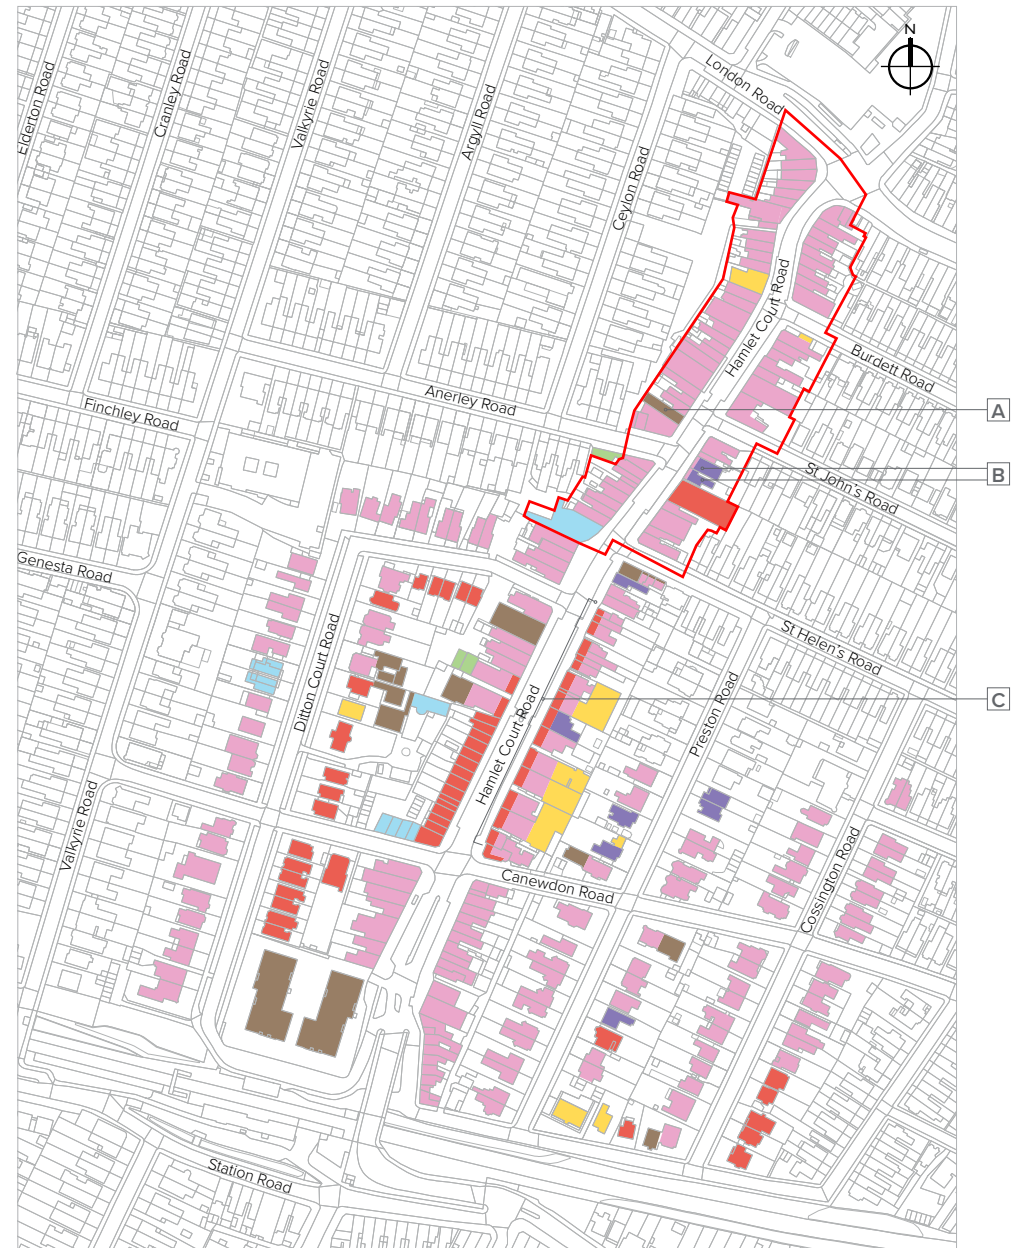 N
London Road
Elderton Road
Cranley Road
Valkyrie Road
Argyll Road
Ceylon Road
Hamlet Court Road
Burdett Road
Anerley Road
Finchley Road
A
B
St John's Road
Genesta Road
Ditton Court Road
St Helen's Road
Preston Road
C
Hamlet Court Road
Valkyrie Road
Canewdon Road
Cossington Road
Station Road